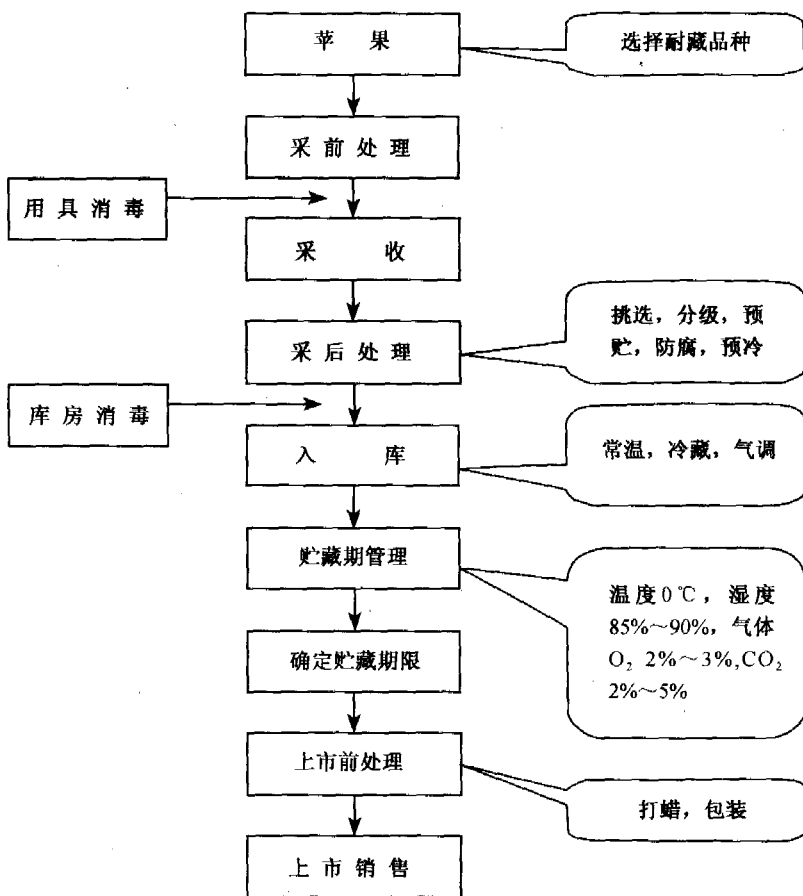 苹 果
选择耐藏品种
采 前 处 理
用 具 消 毒
采 收
采 后 处 理
挑选，分级，预
贮，防腐，预冷
库 房 消 毒
入 库
常温，冷藏，气调
贮藏期管理
温度0℃，湿度
85%～90%，气体
O₂ 2%～3%,CO₂
2%～5%
确定贮藏期限
上市前处理
打蜡，包装
上 市 销 售